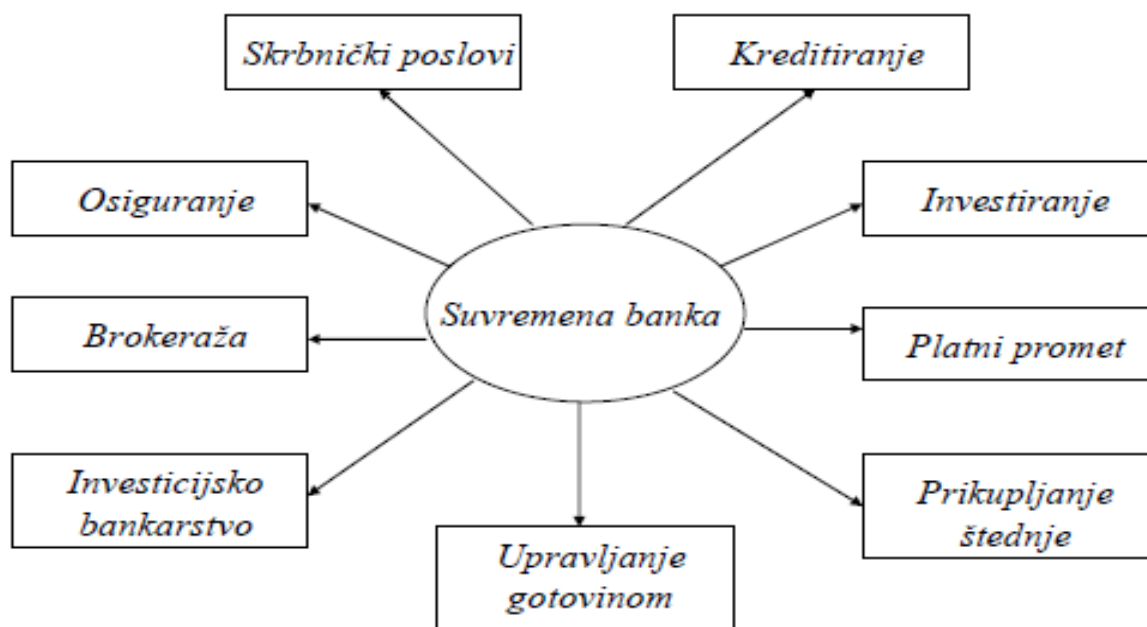 Skrbnički poslovi
Kreditiranje
Osiguranje
Investiranje
Suvremena banka
Brokeraža
Platni promet
Investicijsko
bankarstvo
Prikupljanje
štednje
Upravljanje
gotovinom